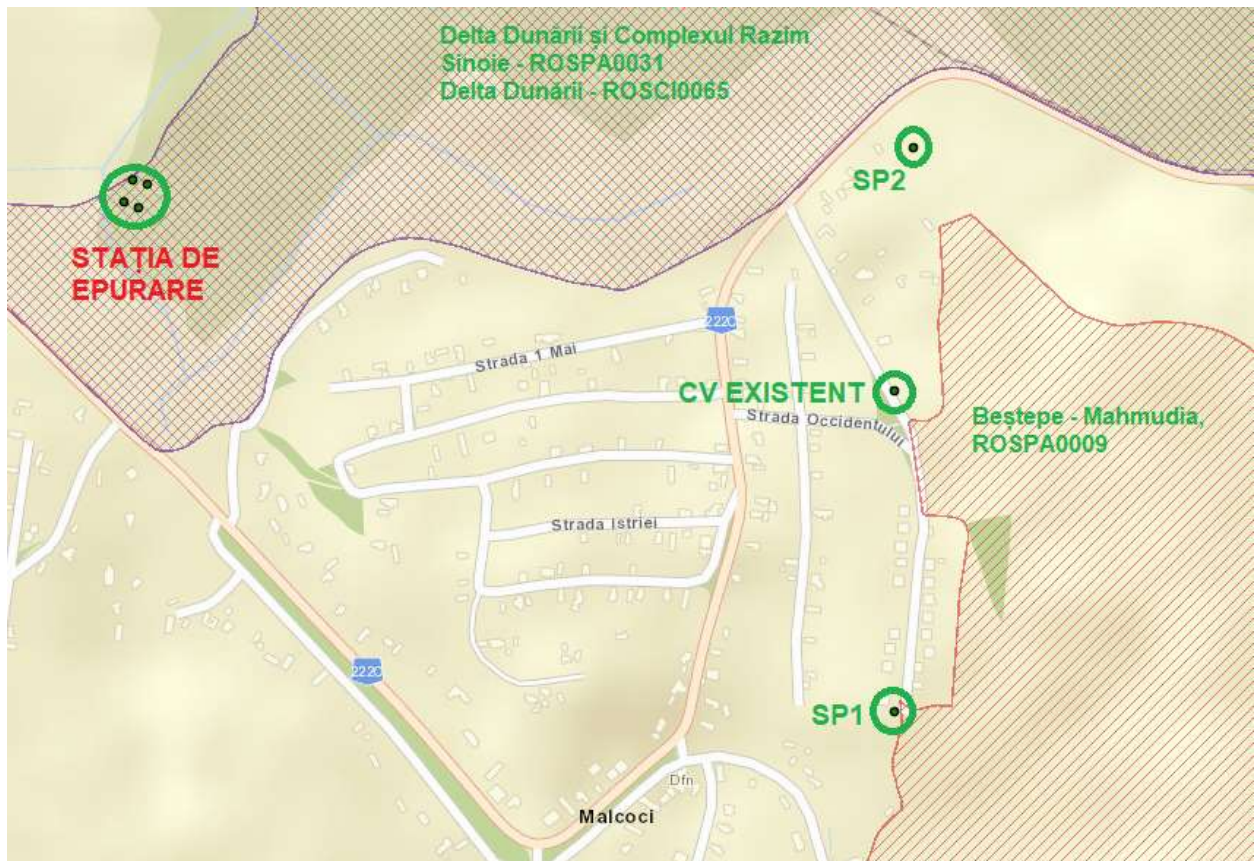 Delta Dunării și Complexul Razim
Sinoie - ROSPA0031
Delta Dunării - ROSCI0065
SP2
STAȚIA DE
EPURARE
222C
Strada 1 Mai
CV EXISTENT
Strada Occidentului
Beștepe - Mahmudia,
ROSPA0009
Strada Istriei
222C
SP1
Dfn
Malcoci